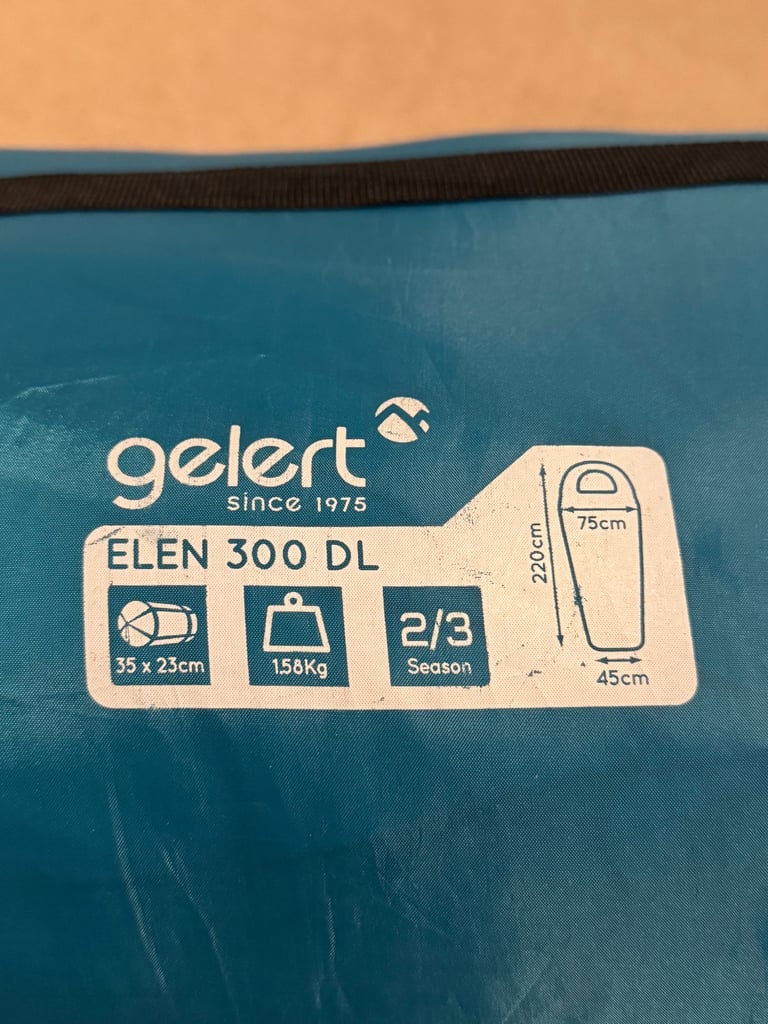 gelert
since 1975
ELEN 300 DL
35 x 23cm
1.58Kg
2/3
Season
220cm
75cm
45cm